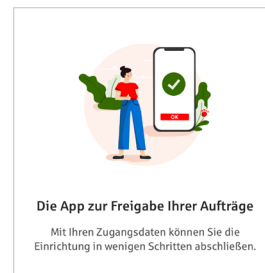 OK
Die App zur Freigabe Ihrer Aufträge
Mit Ihren Zugangsdaten können Sie die
Einrichtung in wenigen Schritten abschließen.